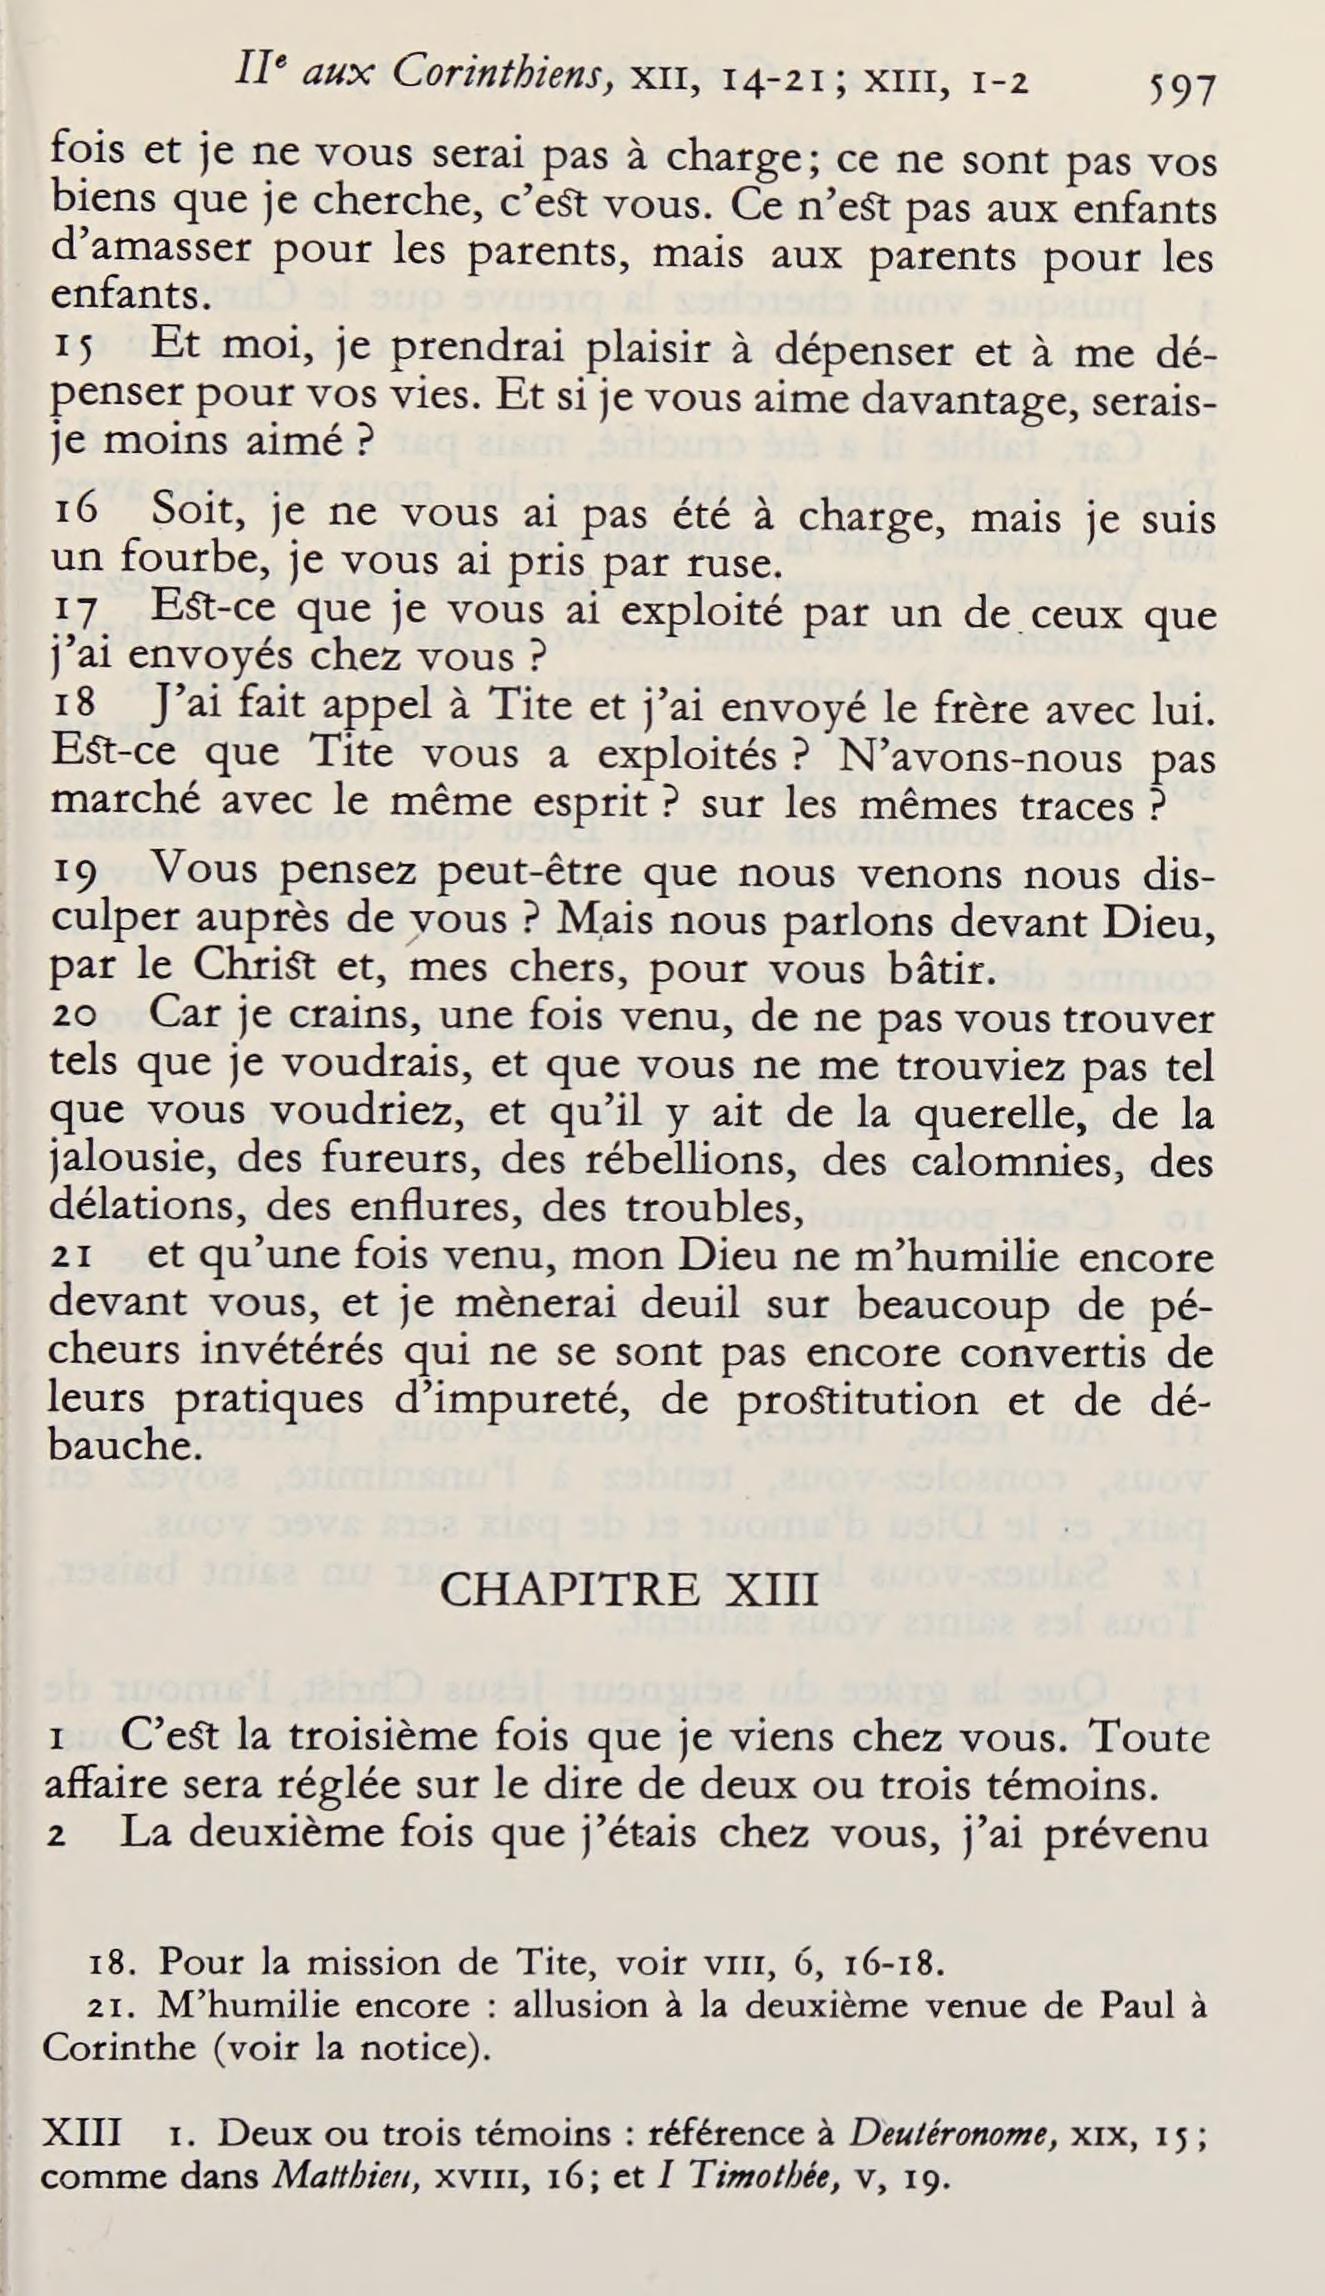 IIe aux Corinthiens, XII, 14-21; XIII, 1-2 597
fois et je ne vous serai pas à charge; ce ne sont pas vos
biens que je cherche, c’est vous. Ce n’est pas aux enfants
d’amasser pour les parents, mais aux parents pour les
enfants.
15 Et moi, je prendrai plaisir à dépenser et à me dé-
penser pour vos vies. Et si je vous aime davantage, serais-
je moins aimé ?
16 Soit, je ne vous ai pas été à charge, mais je suis
un fourbe, je vous ai pris par ruse.
17 Est-ce que je vous ai exploité par un de ceux que
j’ai envoyés chez vous ?
18 J’ai fait appel à Tite et j’ai envoyé le frère avec lui.
Est-ce que Tite vous a exploités ? N’avons-nous pas
marché avec le même esprit ? sur les mêmes traces ?
19 Vous pensez peut-être que nous venons nous dis-
culper auprès de vous ? Mais nous parlons devant Dieu,
par le Christ et, mes chers, pour vous bâtir.
20 Car je crains, une fois venu, de ne pas vous trouver
tels que je voudrais, et que vous ne me trouviez pas tel
que vous voudriez, et qu’il y ait de la querelle, de la
jalousie, des fureurs, des rébellions, des calomnies, des
délations, des enflures, des troubles,
21 et qu’une fois venu, mon Dieu ne m’humilie encore
devant vous, et je mènerai deuil sur beaucoup de pé-
cheurs invétérés qui ne se sont pas encore convertis de
leurs pratiques d’impureté, de prostitution et de dé-
bauche.
CHAPITRE XIII
1 C’est la troisième fois que je viens chez vous. Toute
affaire sera réglée sur le dire de deux ou trois témoins.
2 La deuxième fois que j’étais chez vous, j’ai prévenu
18. Pour la mission de Tite, voir VIII, 6, 16-18.
21. M’humilie encore : allusion à la deuxième venue de Paul à
Corinthe (voir la notice).
XIII 1. Deux ou trois témoins : référence à Deutéronome, XIX, 15 ;
comme dans Matthieu, XVIII, 16; et I Timothée, V, 19.